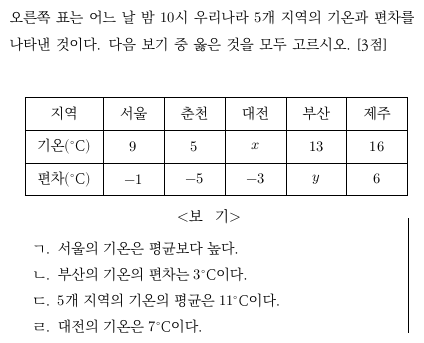 오른쪽 표는 어느 날 밤 10시 우리나라 5개 지역의 기온과 편차를
나타낸 것이다. 다음 보기 중 옳은 것을 모두 고르시오. [3점]
지역 서울 춘천 대전 부산 제주
기온(°C) 9 5 x 13 16
편차(°C) −1 −5 −3 y 6
<보 기>
ㄱ. 서울의 기온은 평균보다 높다.
ㄴ. 부산의 기온의 편차는 3°C이다.
ㄷ. 5개 지역의 기온의 평균은 11°C이다.
ㄹ. 대전의 기온은 7°C이다.